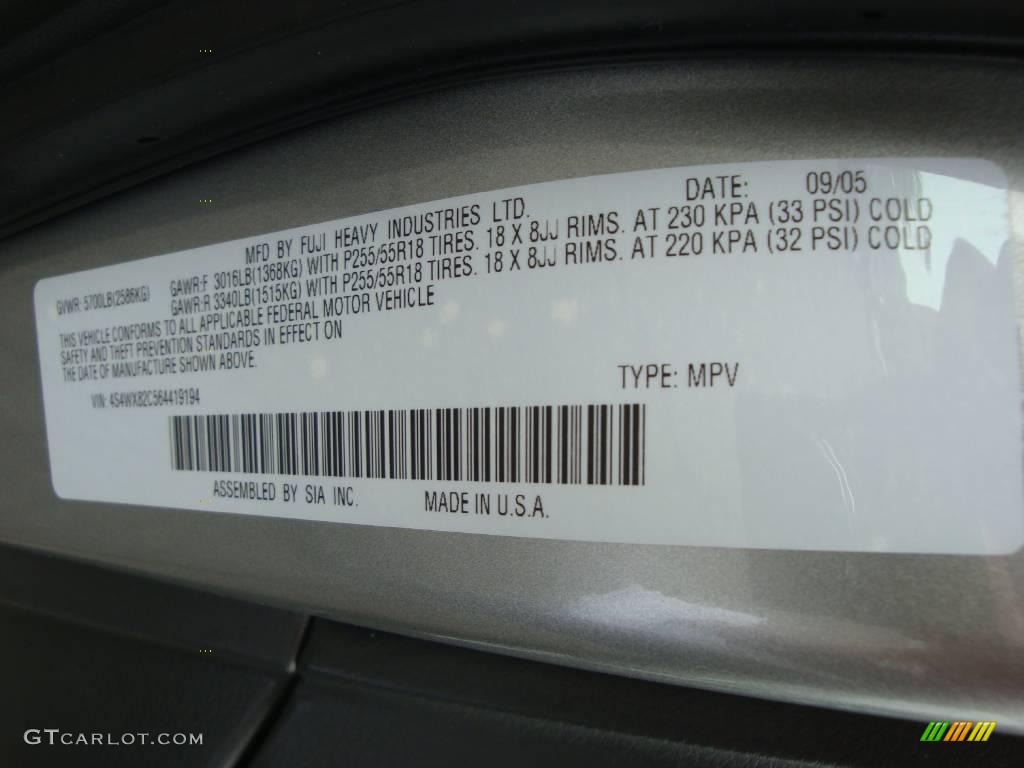 DATE: 09/05
MFD BY FUJI HEAVY INDUSTRIES LTD.
GVWR: 5700LB(2586KG)
GAWR:F 3016LB(1368KG) WITH P255/55R18 TIRES. 18 X 8JJ RIMS. AT 230 KPA (33 PSI) COLD
GAWR:R 3340LB(1515KG) WITH P255/55R18 TIRES. 18 X 8JJ RIMS. AT 220 KPA (32 PSI) COLD
THIS VEHICLE CONFORMS TO ALL APPLICABLE FEDERAL MOTOR VEHICLE
SAFETY AND THEFT PREVENTION STANDARDS IN EFFECT ON
THE DATE OF MANUFACTURE SHOWN ABOVE.
VIN: 4S4WX82C564419194
TYPE: MPV
ASSEMBLED BY SIA INC. MADE IN U.S.A.
GTCARLOT.COM